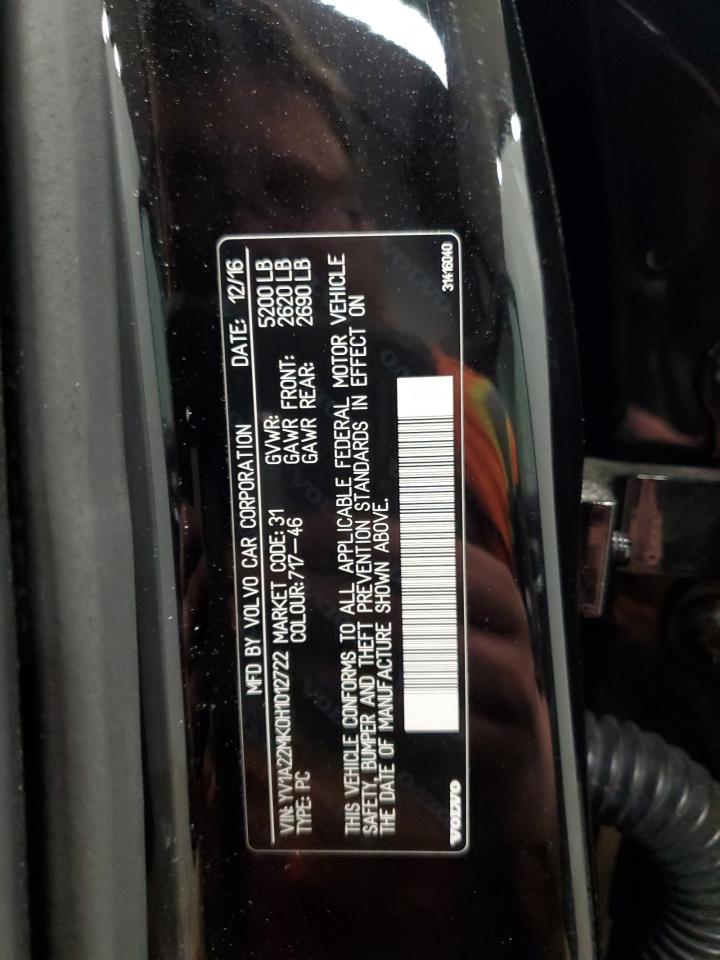 MFD BY VOLVO CAR CORPORATION DATE: 12/16
VIN: YV1A22MK0H1012722 MARKET CODE: 31 GVWR: 5200 LB
TYPE: PC COLOUR: 717-46 GAWR FRONT: 2620 LB
GAWR REAR: 2690 LB
THIS VEHICLE CONFORMS TO ALL APPLICABLE FEDERAL MOTOR VEHICLE
SAFETY, BUMPER AND THEFT PREVENTION STANDARDS IN EFFECT ON
THE DATE OF MANUFACTURE SHOWN ABOVE.
VOLVO 31416040